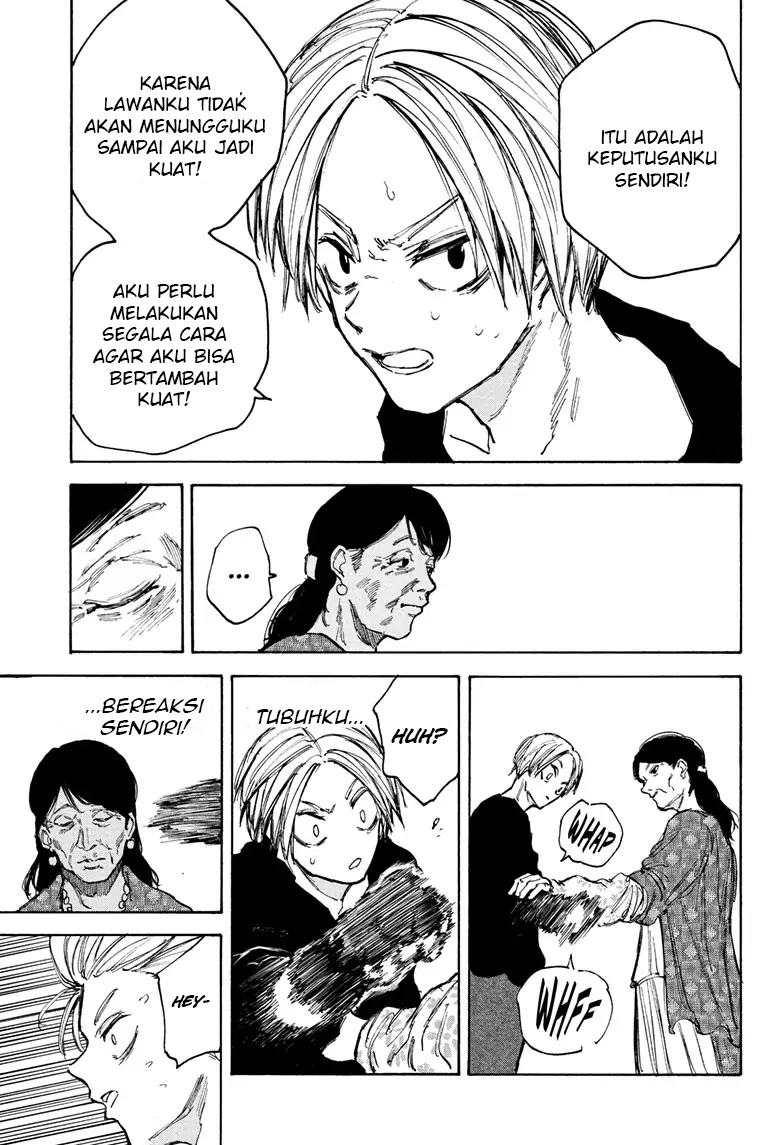 ITU ADALAH
KEPUTUSANKU
SENDIRI!
KARENA
LAWANKU TIDAK
AKAN MENUNGGUKU
SAMPAI AKU JADI
KUAT!
AKU PERLU
MELAKUKAN
SEGALA CARA
AGAR AKU BISA
BERTAMBAH
KUAT!
...
WHAP
WHFF
HUH?
TUBUHKU...
...BEREAKSI
SENDIRI!
HEY-